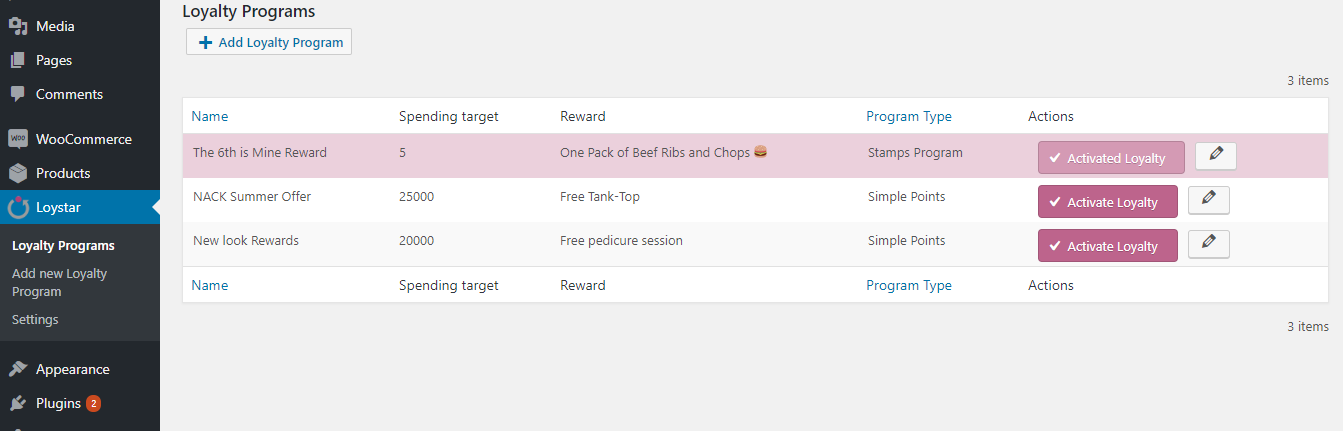 Media
Pages
Comments
WOO
WooCommerce
Products
Loystar
Loyalty Programs
Add new Loyalty
Program
Settings
Appearance
Plugins 2
Loyalty Programs
Add Loyalty Program
3 items
Name Spending target Reward Program Type Actions
The 6th is Mine Reward 5 One Pack of Beef Ribs and Chops 🍔 Stamps Program Activated Loyalty
NACK Summer Offer 25000 Free Tank-Top Simple Points Activate Loyalty
New look Rewards 20000 Free pedicure session Simple Points Activate Loyalty
Name Spending target Reward Program Type Actions
3 items